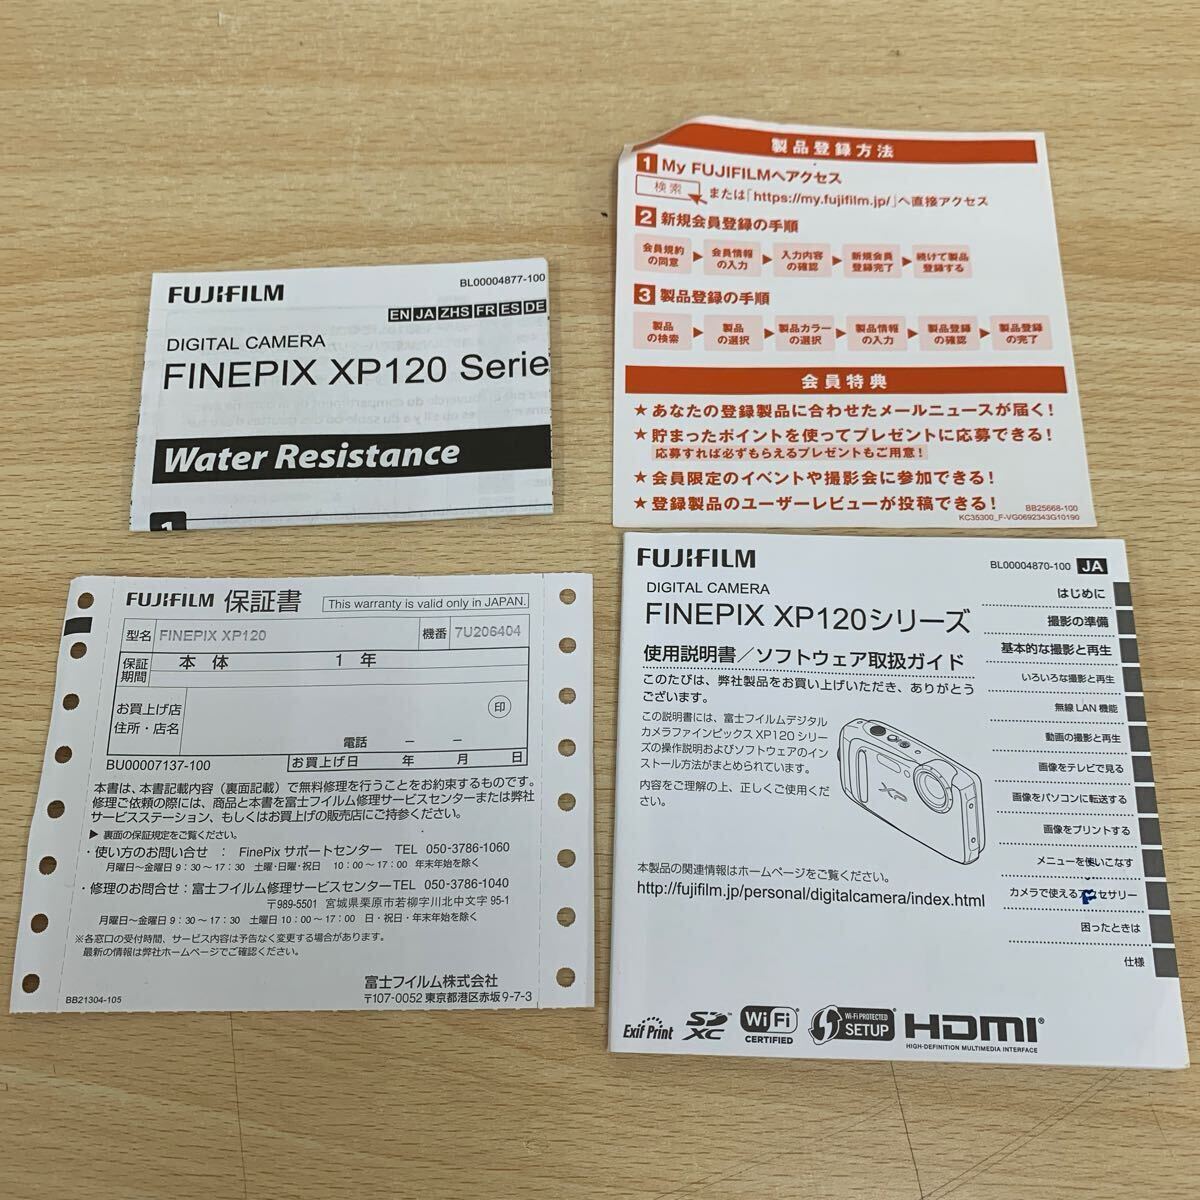 FUJIFILM
BL00004877-100
EN JA ZHS FR ES DE
DIGITAL CAMERA
FINEPIX XP120 Serie
Water Resistance
1
製品登録方法
1 My FUJIFILMへアクセス
検索 または「https://my.fujifilm.jp/」へ直接アクセス
2 新規会員登録の手順
会員規約の同意 ▶ 会員情報の入力 ▶ 入力内容の確認 ▶ 新規会員登録完了 ▶ 続けて製品登録する
3 製品登録の手順
製品の検索 ▶ 製品の選択 ▶ 製品カラーの選択 ▶ 製品情報の入力 ▶ 製品登録の確認 ▶ 製品登録の完了
会員特典
★あなたの登録製品に合わせたメールニュースが届く!
★貯まったポイントを使ってプレゼントに応募できる!
応募すれば必ずもらえるプレゼントもご用意!
★会員限定のイベントや撮影会に参加できる!
★登録製品のユーザーレビューが投稿できる!
BB25668-100
KC35300_F-VG0692343G10190
FUJIFILM 保証書 This warranty is valid only in JAPAN.
型名 FINEPIX XP120 機番 7U206404
保証期間 本体 1年
お買上げ店
住所・店名
印
電話 － －
BU00007137-100 お買上げ日 年 月 日
本書は、本書記載内容（裏面記載）で無料修理を行うことをお約束するものです。
修理ご依頼の際には、商品と本書を富士フイルム修理サービスセンターまたは弊社
サービスステーション、もしくはお買上げの販売店にご持参ください。
▶ 裏面の保証規定をご覧ください。
・使い方のお問い合せ : FinePix サポートセンター TEL 050-3786-1060
月曜日～金曜日 9:30～17:30 土曜・日曜・祝日 10:00～17:00 年末年始を除く
・修理のお問合せ:富士フイルム修理サービスセンターTEL 050-3786-1040
〒989-5501 宮城県栗原市若柳字川北中文字 95-1
月曜日～金曜日 9:30～17:30 土曜日 10:00～17:00 日・祝日・年末年始を除く
※各窓口の受付時間、サービス内容は予告なく変更する場合があります。
最新の情報は弊社ホームページでご確認ください。
富士フイルム株式会社
〒107-0052 東京都港区赤坂9-7-3
BB21304-105
FUJIFILM
BL00004870-100 JA
DIGITAL CAMERA
FINEPIX XP120シリーズ
使用説明書／ソフトウェア取扱ガイド
このたびは、弊社製品をお買い上げいただき、ありがとう
ございます。
この説明書には、富士フイルムデジタル
カメラファインピックス XP120 シリー
ズの操作説明およびソフトウェアのイン
ストール方法がまとめられています。
内容をご理解の上、正しくご使用くだ
さい。
XP
本製品の関連情報はホームページをご覧ください。
http://fujifilm.jp/personal/digitalcamera/index.html
はじめに
撮影の準備
基本的な撮影と再生
いろいろな撮影と再生
無線 LAN 機能
動画の撮影と再生
画像をテレビで見る
画像をパソコンに転送する
画像をプリントする
メニューを使いこなす
カメラで使えるアクセサリー
困ったときは
仕様
Exif Print
SD XC
Wi Fi CERTIFIED
Wi-Fi PROTECTED SETUP
HDMI
HIGH-DEFINITION MULTIMEDIA INTERFACE